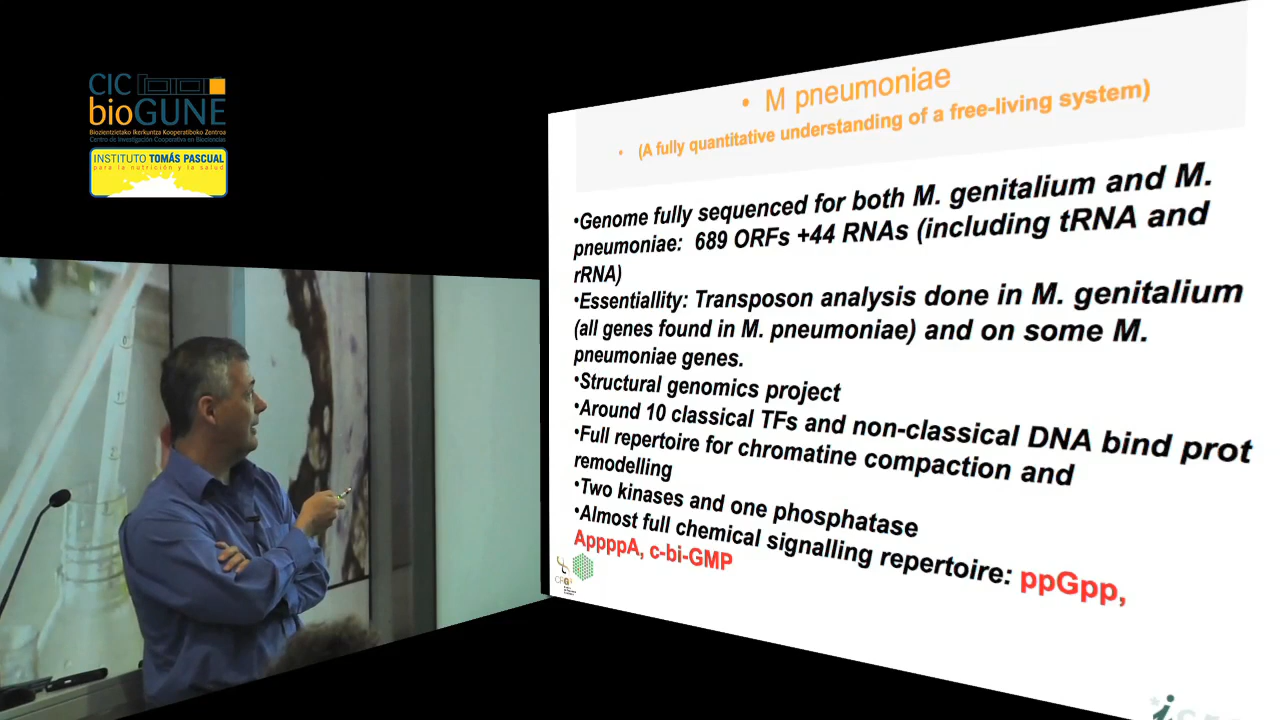 CIC
bioGUNE
Biozientzietako Ikerkuntza Kooperatiboko Zentroa
Centro de Investigación Cooperativa en Biociencias
INSTITUTO TOMÁS PASCUAL
para la nutrición y la salud
• M pneumoniae
• (A fully quantitative understanding of a free-living system)
•Genome fully sequenced for both M. genitalium and M.
pneumoniae: 689 ORFs +44 RNAs (including tRNA and
rRNA)
•Essentiallity: Transposon analysis done in M. genitalium
(all genes found in M. pneumoniae) and on some M.
pneumoniae genes.
•Structural genomics project
•Around 10 classical TFs and non-classical DNA bind prot
•Full repertoire for chromatine compaction and
remodelling
•Two kinases and one phosphatase
•Almost full chemical signalling repertoire: ppGpp,
AppppA, c-bi-GMP
CRG